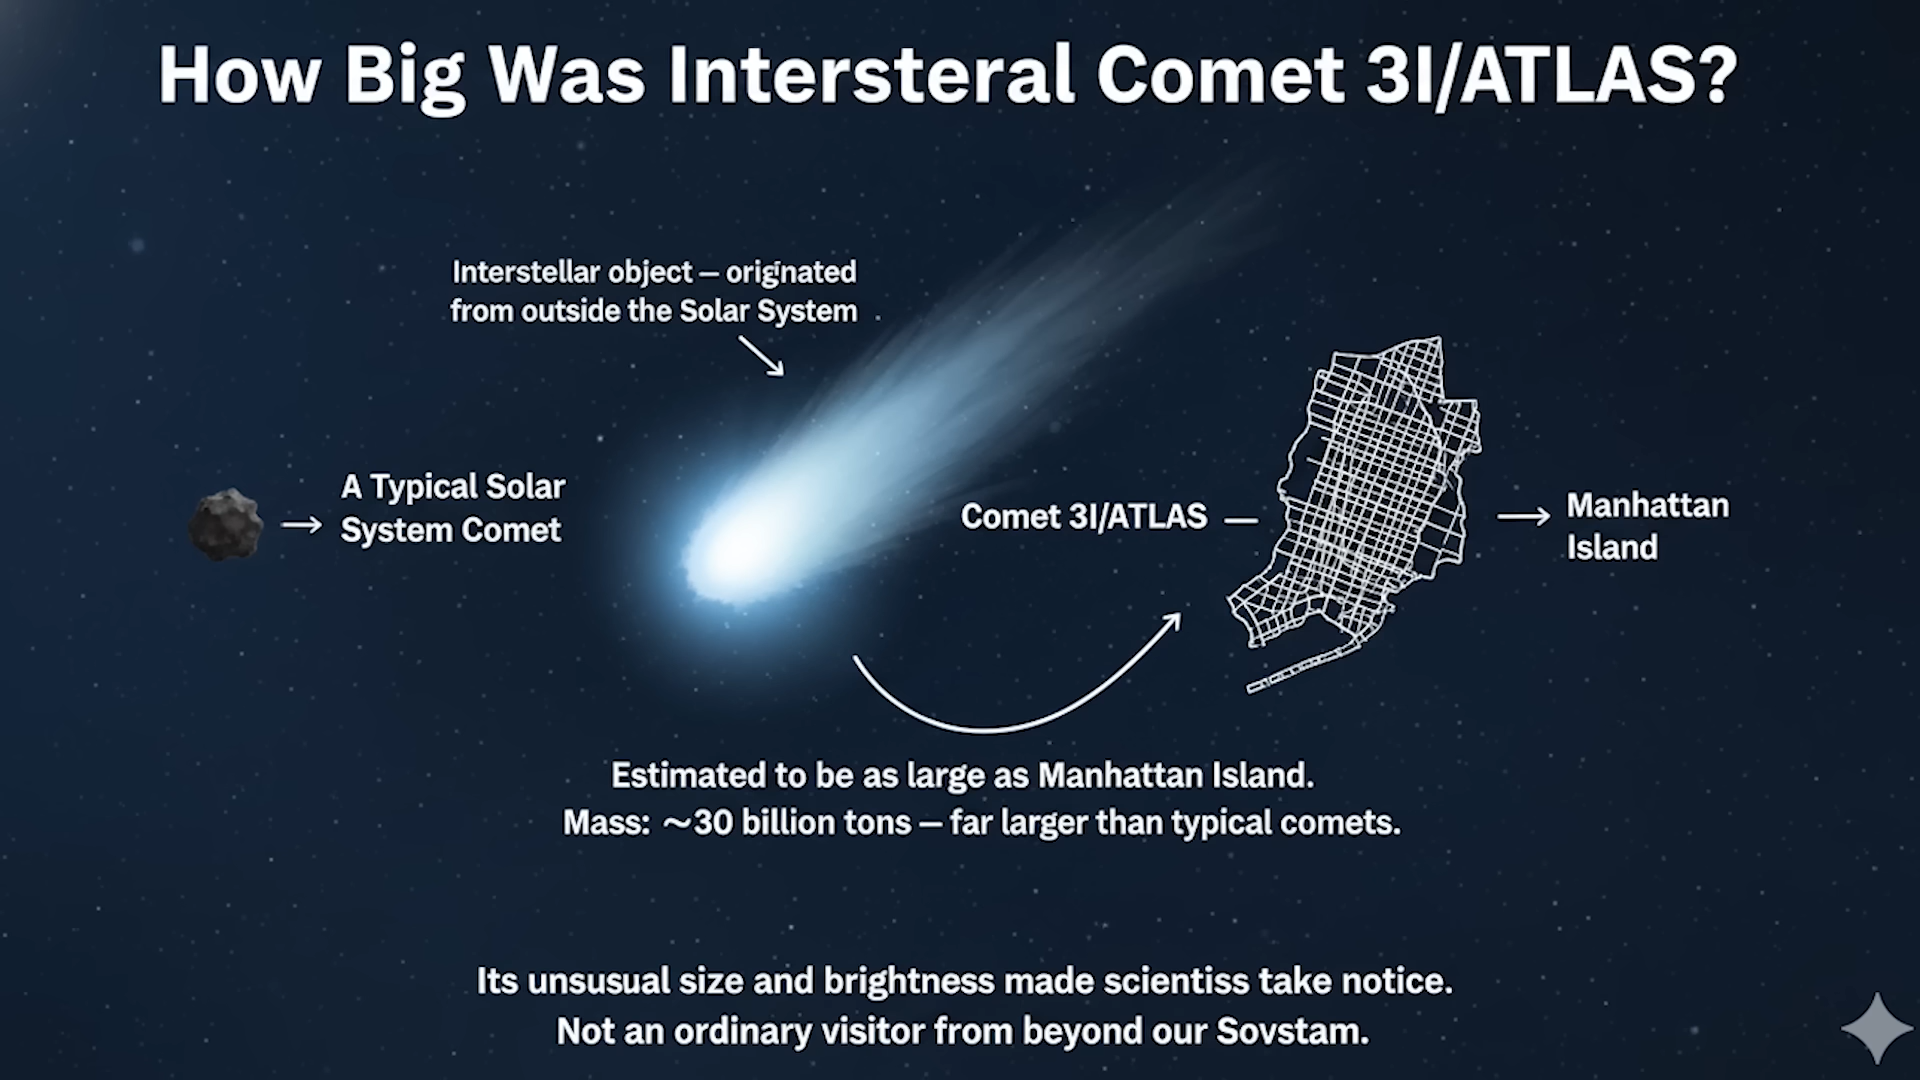 How Big Was Intersteral Comet 3I/ATLAS?
Interstellar object – orignated
from outside the Solar System
A Typical Solar
System Comet
Comet 3I/ATLAS
Manhattan
Island
Estimated to be as large as Manhattan Island.
Mass: ~30 billion tons – far larger than typical comets.
Its unsusual size and brightness made scientiss take notice.
Not an ordinary visitor from beyond our Sovstam.